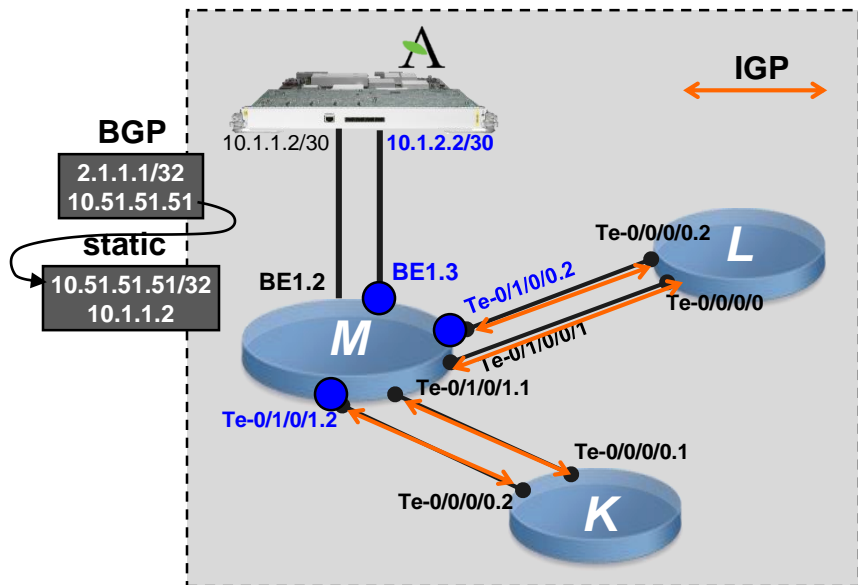 A
IGP
BGP
10.1.1.2/30
10.1.2.2/30
2.1.1.1/32
10.51.51.51
static
10.51.51.51/32
10.1.1.2
BE1.2
BE1.3
Te-0/1/0/0.2
Te-0/0/0/0.2
L
Te-0/0/0/0
M
Te-0/1/0/0/1
Te-0/1/0/1.1
Te-0/1/0/1.2
Te-0/0/0/0.1
Te-0/0/0/0.2
K